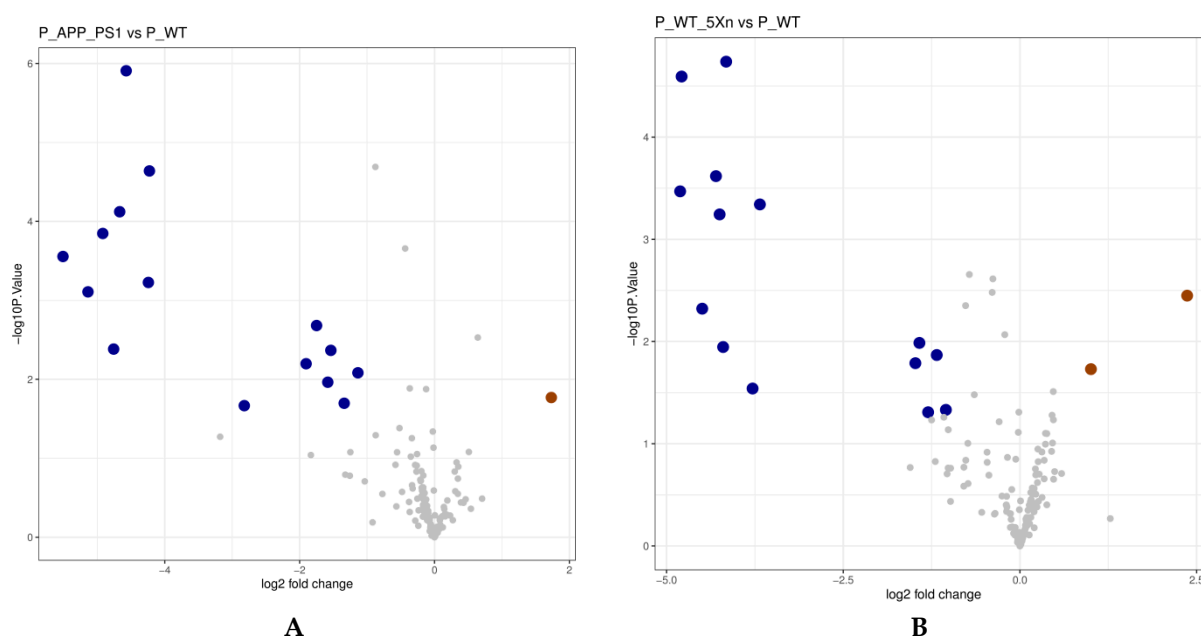 P_APP_PS1 vs P_WT
6
4
2
0
-4
-2
0
2
−log10P.Value
log2 fold change
A
P_WT_5Xn vs P_WT
4
3
2
1
0
-5.0
-2.5
0.0
2.5
−log10P.Value
log2 fold change
B